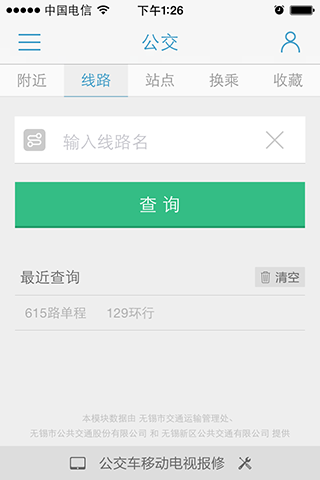 中国电信 下午1:26
公交
附近 线路 站点 换乘 收藏
输入线路名
查询
最近查询 清空
615路单程 129环行
本模块数据由 无锡市交通运输管理处、
无锡市公共交通股份有限公司 和 无锡新区公共交通有限公司 提供
公交车移动电视报修